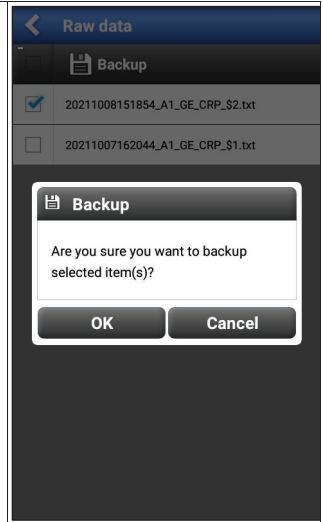 Raw data
Backup
20211008151854_A1_GE_CRP_$2.txt
20211007162044_A1_GE_CRP_$1.txt
Backup
Are you sure you want to backup
selected item(s)?
OK
Cancel